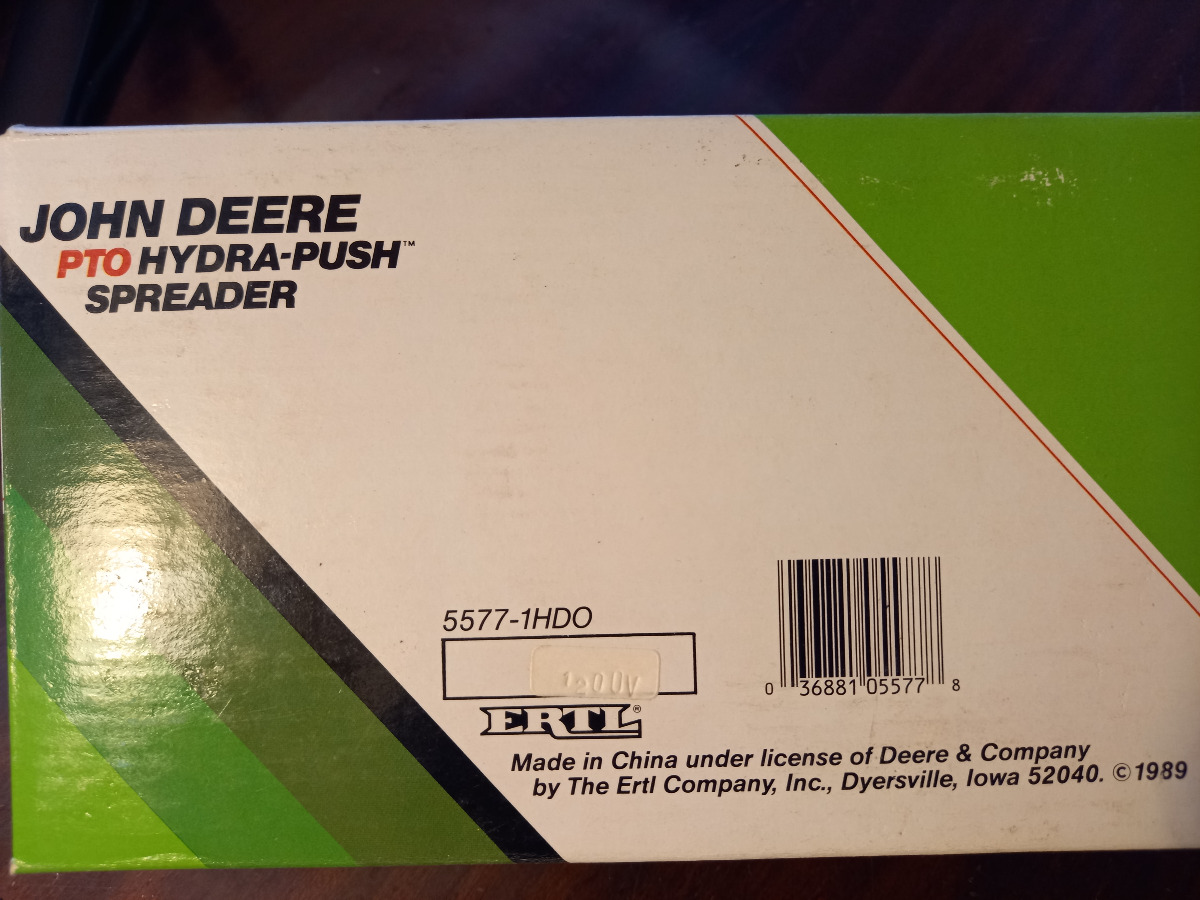 JOHN DEERE
PTO HYDRA-PUSH™
SPREADER
5577-1HDO
ERTL®
0 36881 05577 8
Made in China under license of Deere & Company
by The Ertl Company, Inc., Dyersville, Iowa 52040. ©1989